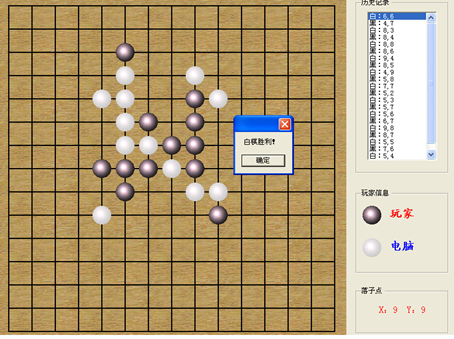 历史记录
白：6,6
黑：4,7
白：8,3
黑：8,4
白：8,8
黑：8,6
白：9,4
黑：8,5
白：4,9
黑：5,8
白：7,7
黑：5,2
白：5,3
黑：5,7
白：5,6
黑：6,7
白：9,8
黑：8,7
白：5,5
黑：7,6
白：5,4
白棋胜利!
确定
玩家信息
玩家
电脑
落子点
X: 9 Y: 9